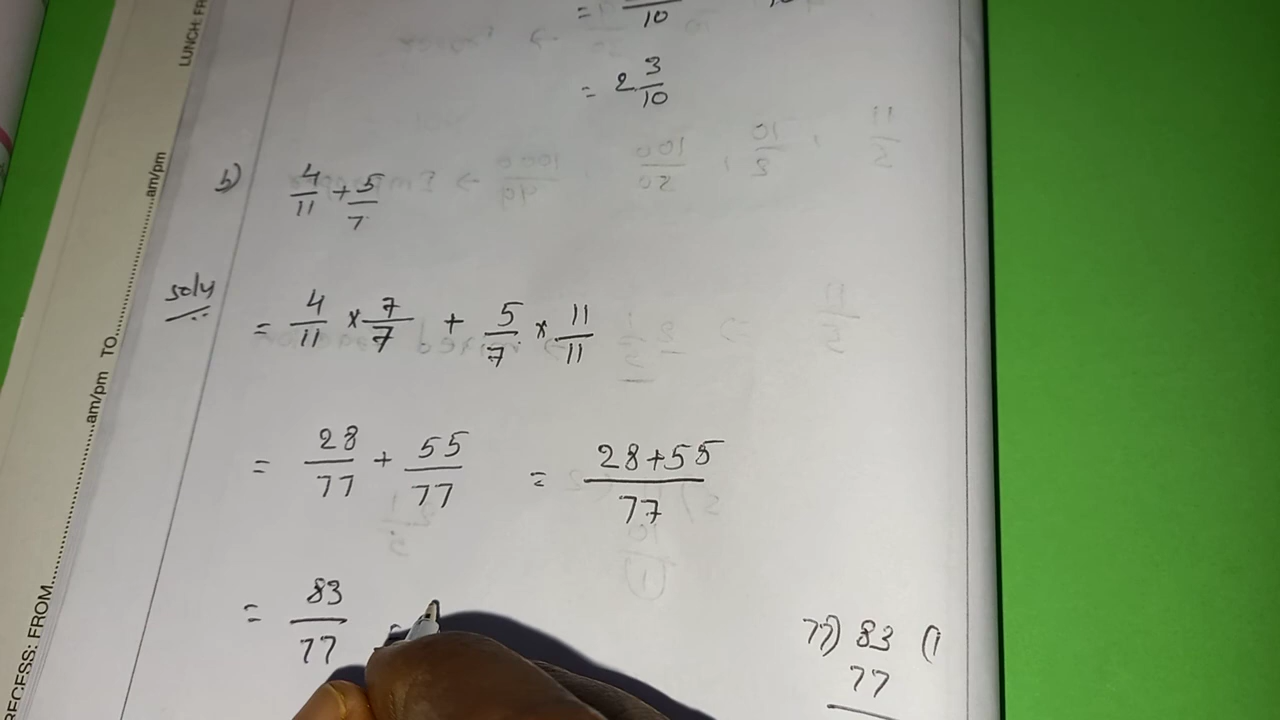 LUNCH: FR
RECESS: FROM..........am/pm TO..........am/pm
= /10
= 2 3/10
b) 4/11 + 5/7
soln
= 4/11 × 7/7 + 5/7 × 11/11
= 28/77 + 55/77 = 28+55/77
= 83/77 =
77) 83 (1
77